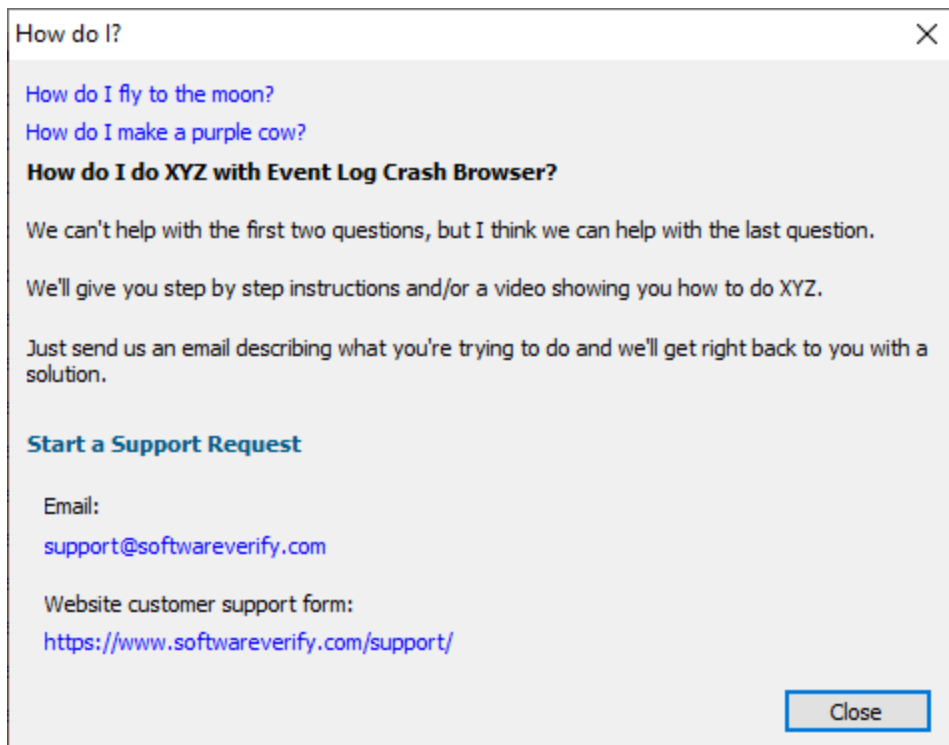 How do I?
How do I fly to the moon?
How do I make a purple cow?
How do I do XYZ with Event Log Crash Browser?
We can't help with the first two questions, but I think we can help with the last question.
We'll give you step by step instructions and/or a video showing you how to do XYZ.
Just send us an email describing what you're trying to do and we'll get right back to you with a
solution.
Start a Support Request
Email:
support@softwareverify.com
Website customer support form:
https://www.softwareverify.com/support/
Close